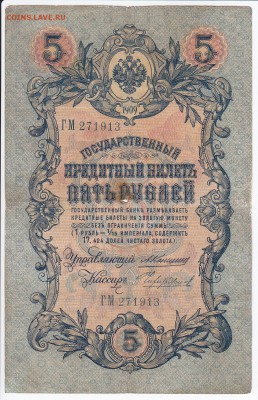 COINS.LAVE.RU
5 5
1909
ГМ 271913
ГОСУДАРСТВЕННЫЙ
КРЕДИТНЫЙ БИЛЕТЪ
ПЯТЬ РУБЛЕЙ
ГОСУДАРСТВЕННЫЙ БАНКЪ РАЗМѢНИВАЕТЪ
КРЕДИТНЫЕ БИЛЕТЫ НА ЗОЛОТУЮ МОНЕТУ
БЕЗЪ ОГРАНИЧЕНІЯ СУММЫ
(1 РУБЛЬ = 1/15 ИМПЕРІАЛА, СОДЕРЖИТЪ
17,424 ДОЛЕЙ ЧИСТАГО ЗОЛОТА)
Управляющій
Кассиръ
ГМ 271913
5